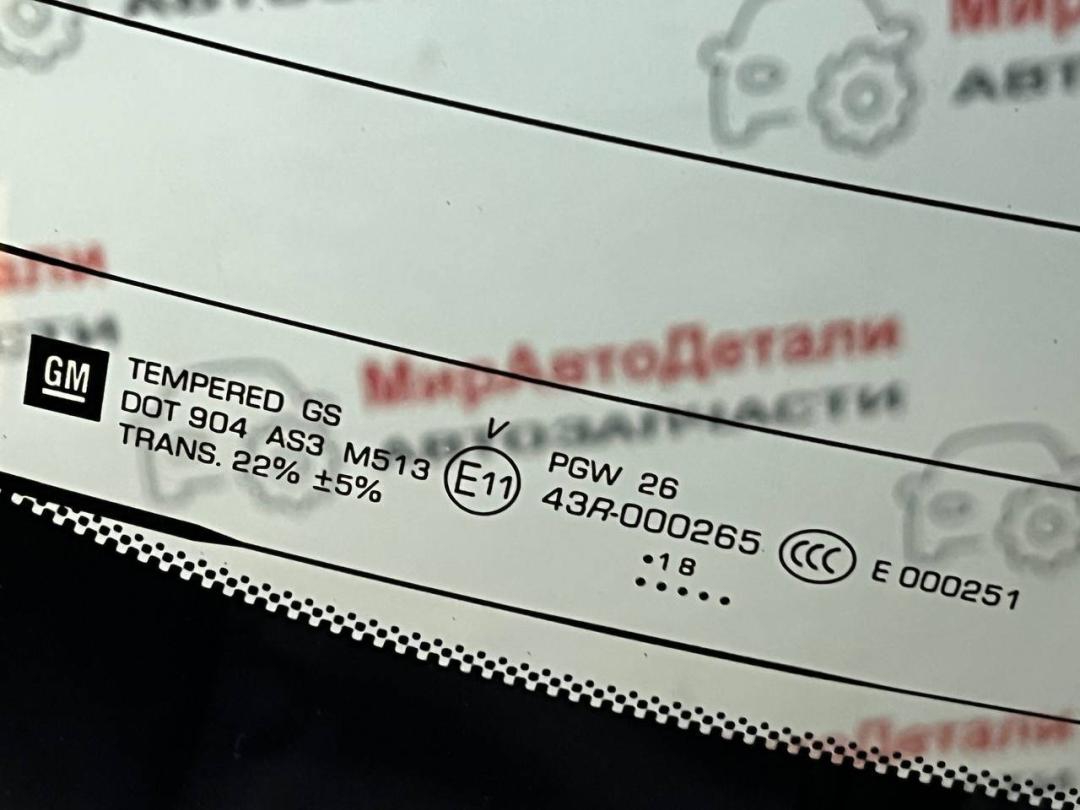 МирАвтоДетали
АВТОЗАПЧАСТИ
GM
TEMPERED GS
DOT 904 AS3 M513
TRANS. 22% ±5%
V
E11
PGW 26
43R-000265
•18
•••••
CCC
E 000251